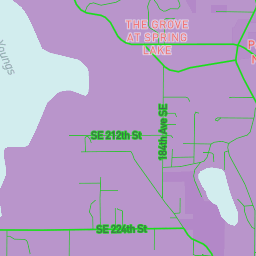 THE GROVE
AT SPRING
LAKE
P
N
Youngs
184th Ave SE
SE 212th St
SE 224th St